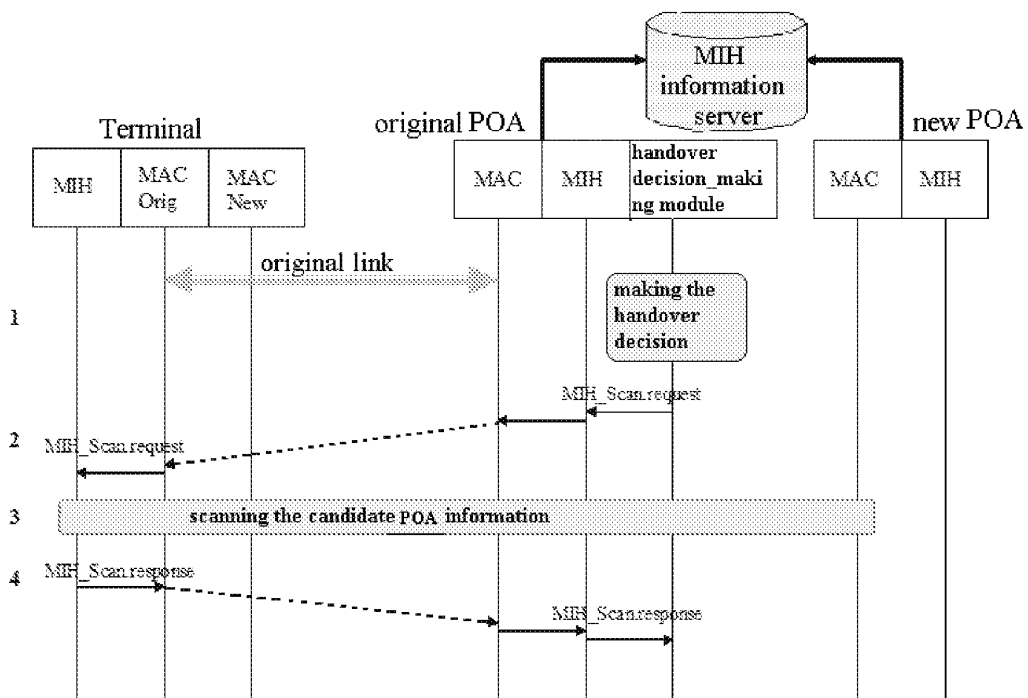 MIH
information
server
Terminal
original POA
new POA
MIH
MAC
Orig
MAC
New
MAC
MIH
handover
decision_maki
ng module
MAC
MIH
original link
1
making the
handover
decision
MIH_Scan.request
2
MIH_Scan.request
3
scanning the candidate POA information
4
MIH_Scan.response
MIH_Scan.response